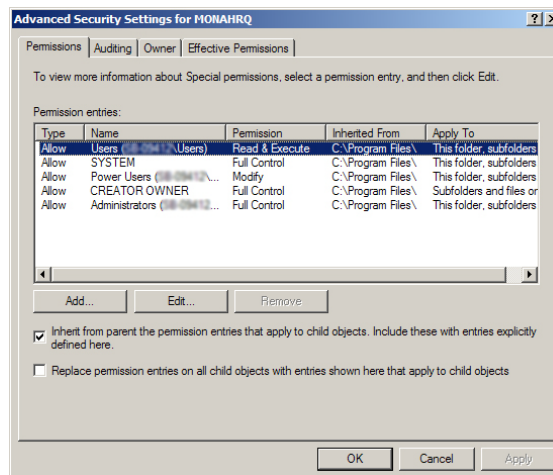 Advanced Security Settings for MONAHRQ
Permissions Auditing Owner Effective Permissions
To view more information about Special permissions, select a permission entry, and then click Edit.
Permission entries:
Type Name Permission Inherited From Apply To
Allow Users ( \Users) Read & Execute C:\Program Files\ This folder, subfolders
Allow SYSTEM Full Control C:\Program Files\ This folder, subfolders
Allow Power Users ( \... Modify C:\Program Files\ This folder, subfolders
Allow CREATOR OWNER Full Control C:\Program Files\ Subfolders and files or
Allow Administrators ( ... Full Control C:\Program Files\ This folder, subfolders
Add... Edit... Remove
Inherit from parent the permission entries that apply to child objects. Include these with entries explicitly
defined here.
Replace permission entries on all child objects with entries shown here that apply to child objects
OK Cancel Apply